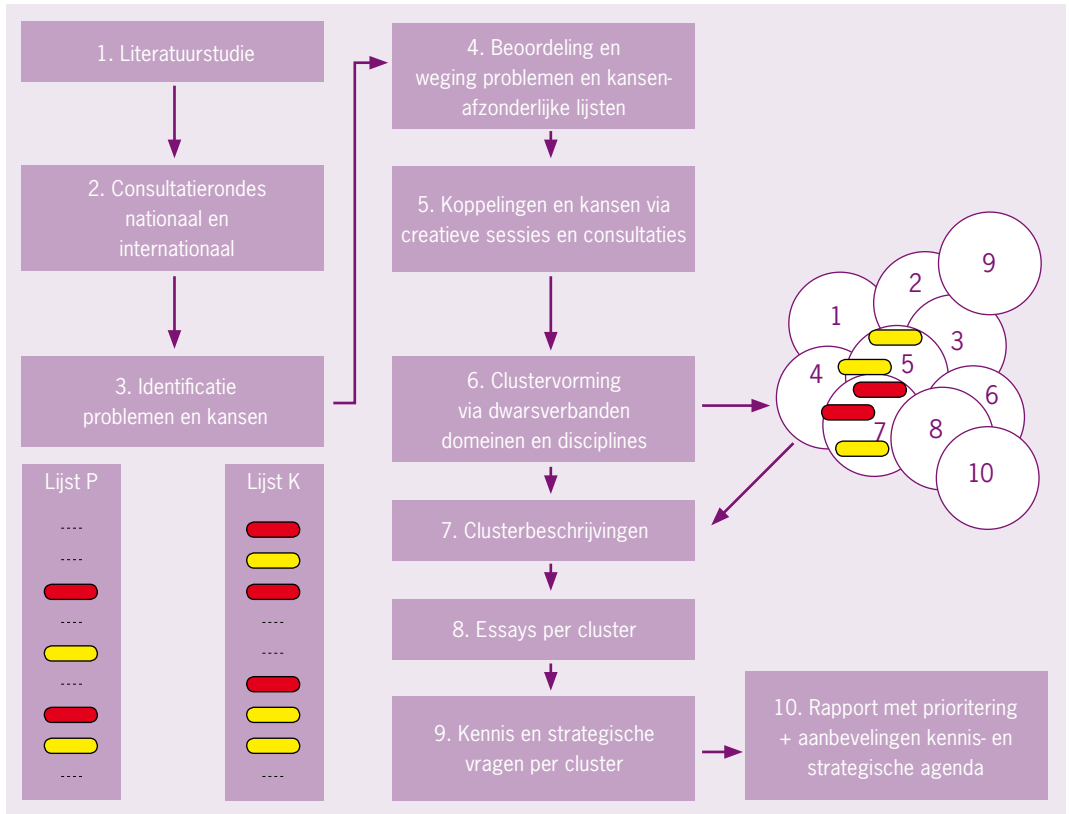 1. Literatuurstudie
2. Consultatierondes
nationaal en
internationaal
3. Identificatie
problemen en kansen
Lijst P
----
----
----
----
----
Lijst K
----
----
----
4. Beoordeling en
weging problemen en kansen-
afzonderlijke lijsten
5. Koppelingen en kansen via
creatieve sessies en consultaties
6. Clustervorming
via dwarsverbanden
domeinen en disciplines
7. Clusterbeschrijvingen
8. Essays per cluster
9. Kennis en strategische
vragen per cluster
10. Rapport met prioritering
+ aanbevelingen kennis- en
strategische agenda
1
2
9
3
4
5
6
7
8
10